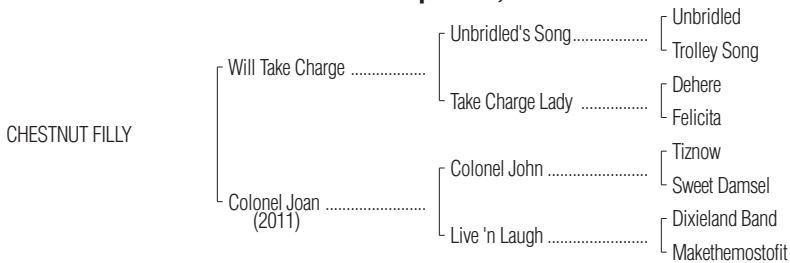 CHESTNUT FILLY
Will Take Charge ..................
Colonel Joan ........................
(2011)
Unbridled's Song..................
Take Charge Lady ................
Colonel John ........................
Live 'n Laugh ........................
Unbridled
Trolley Song
Dehere
Felicita
Tiznow
Sweet Damsel
Dixieland Band
Makethemostofit